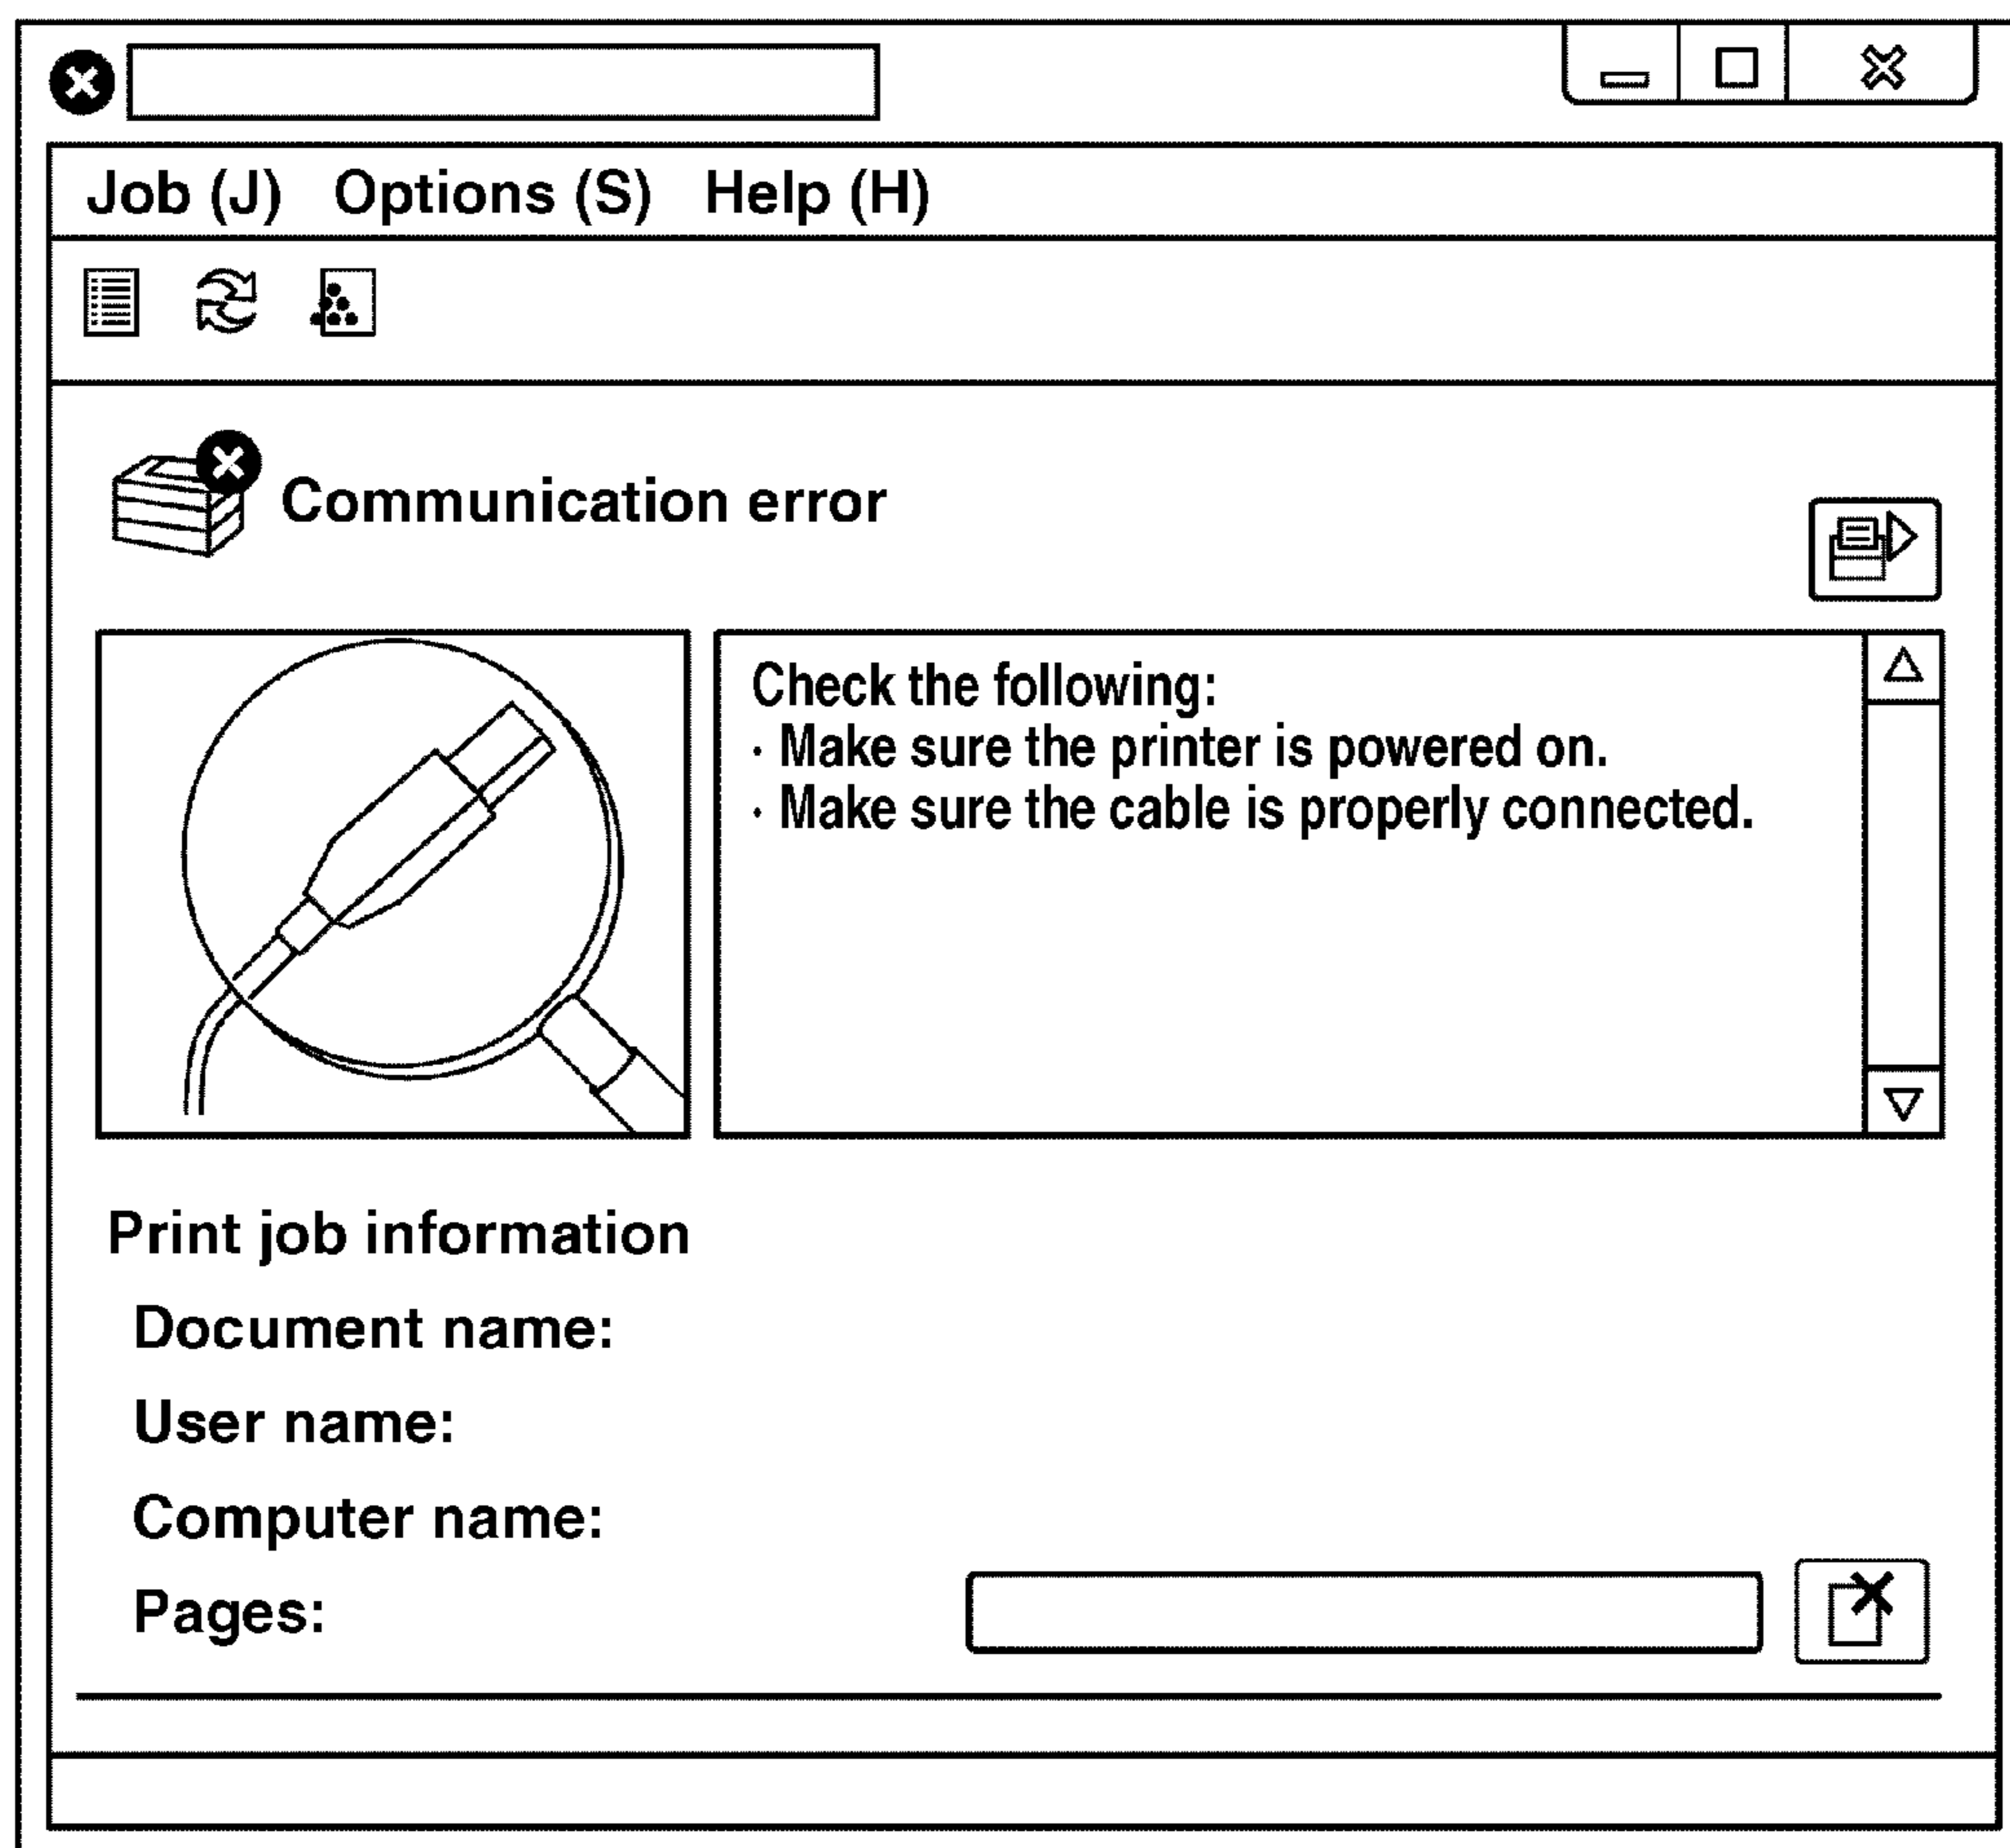 Job (J) Options (S) Help (H)
Communication error
Check the following:
· Make sure the printer is powered on.
· Make sure the cable is properly connected.
Print job information
Document name:
User name:
Computer name:
Pages: